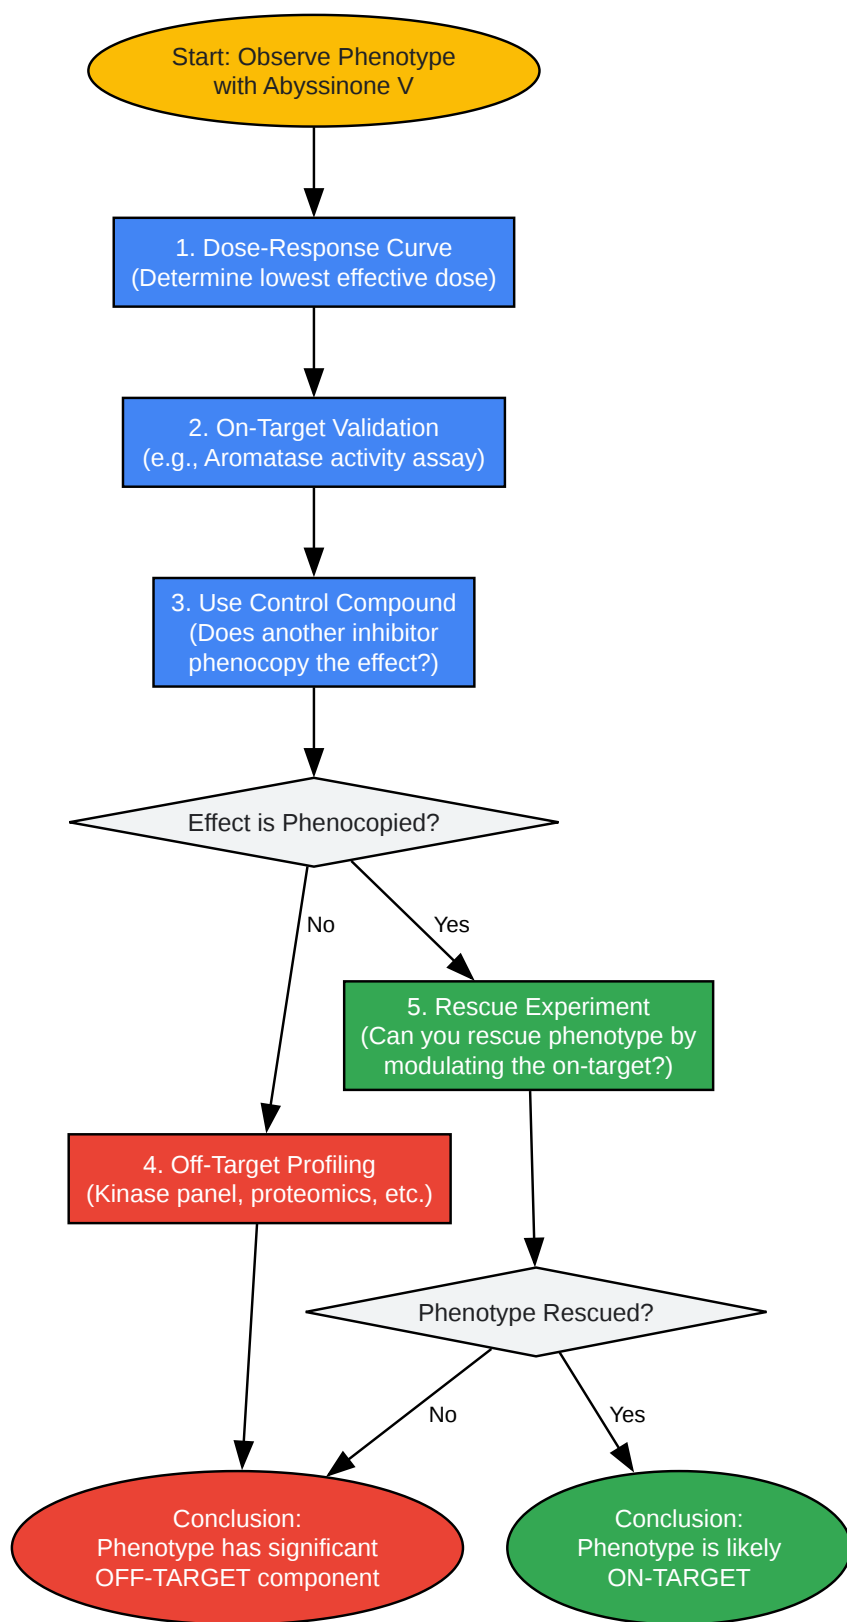 Start: Observe Phenotype
with Abyssinone V
1. Dose-Response Curve
(Determine lowest effective dose)
2. On-Target Validation
(e.g., Aromatase activity assay)
3. Use Control Compound
(Does another inhibitor
phenocopy the effect?)
Effect is Phenocopied?
No
Yes
5. Rescue Experiment
(Can you rescue phenotype by
modulating the on-target?)
4. Off-Target Profiling
(Kinase panel, proteomics, etc.)
Phenotype Rescued?
No
Yes
Conclusion:
Phenotype has significant
OFF-TARGET component
Conclusion:
Phenotype is likely
ON-TARGET